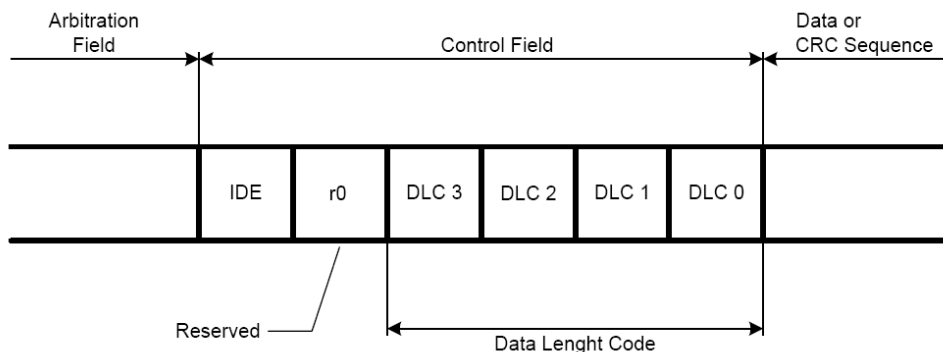 Arbitration
Field
Control Field
Data or
CRC Sequence
IDE
r0
DLC 3
DLC 2
DLC 1
DLC 0
Reserved
Data Lenght Code